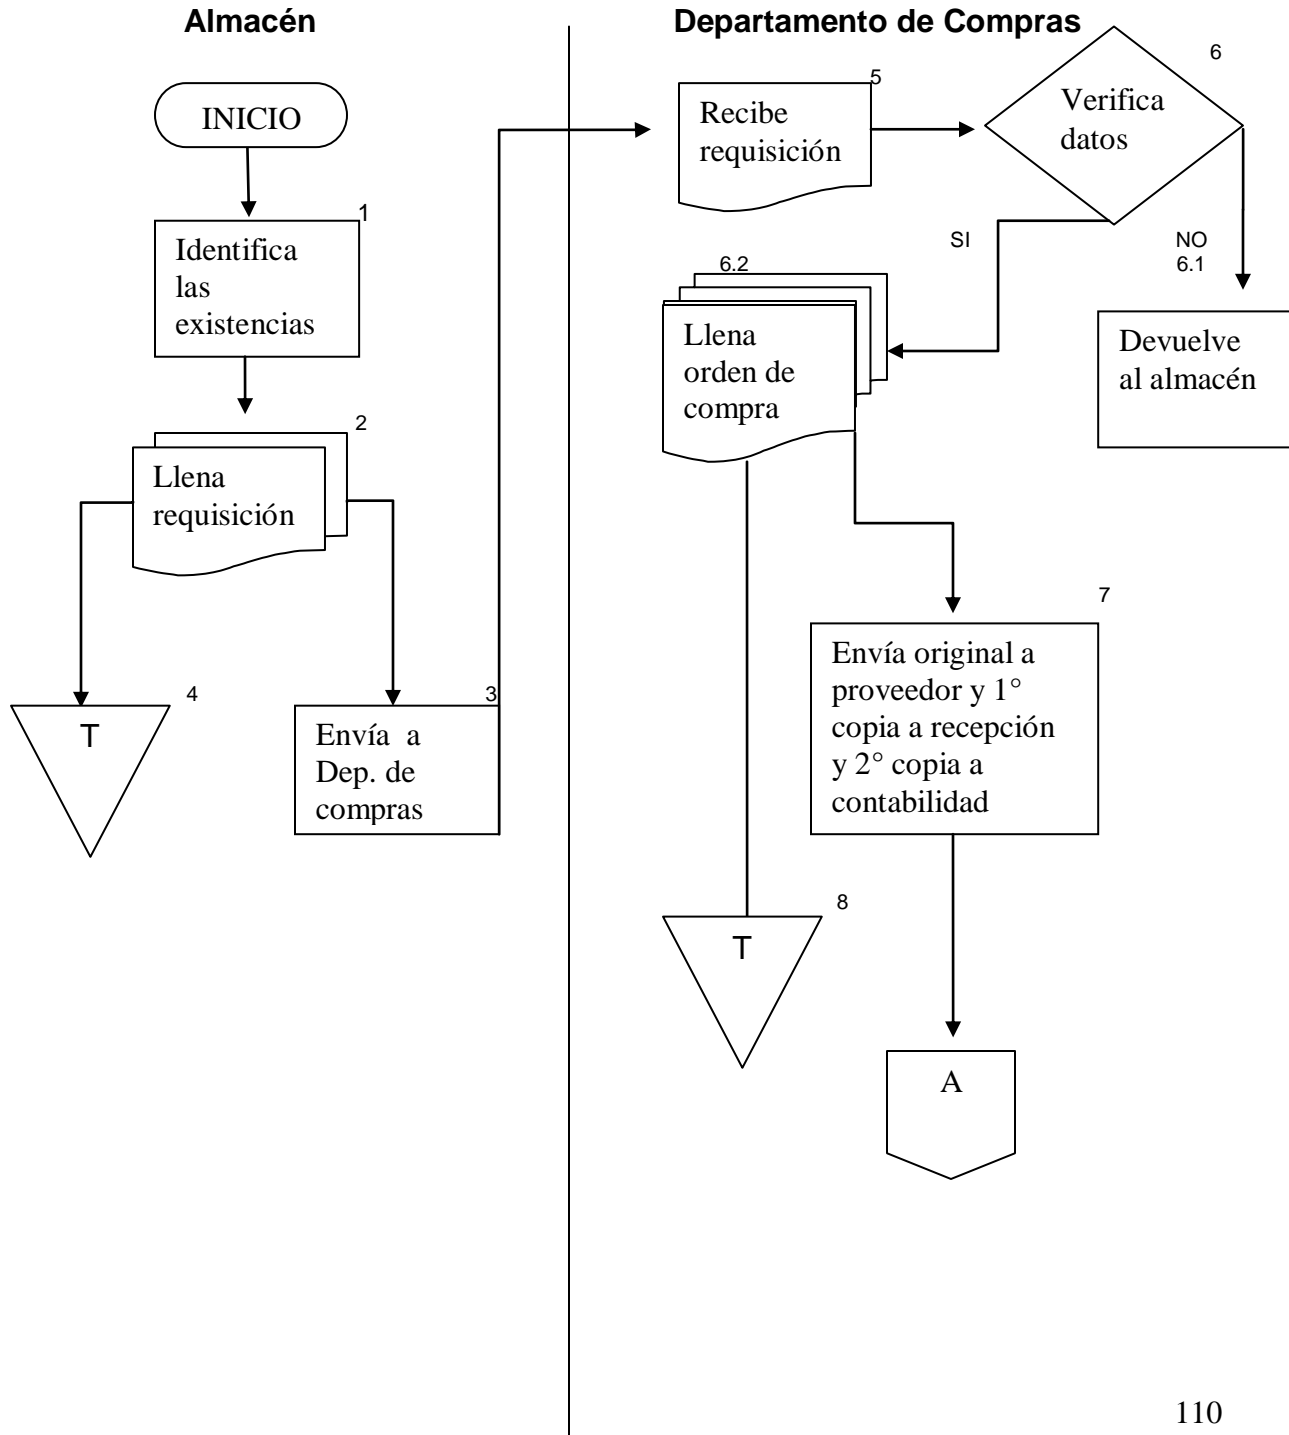 Almacén
Departamento de Compras
INICIO
1
Identifica
las
existencias
2
Llena
requisición
4
T
3
Envía a
Dep. de
compras
5
Recibe
requisición
6
Verifica
datos
SI
NO
6.1
6.2
Llena
orden de
compra
Devuelve
al almacén
7
Envía original a
proveedor y 1°
copia a recepción
y 2° copia a
contabilidad
8
T
A
110